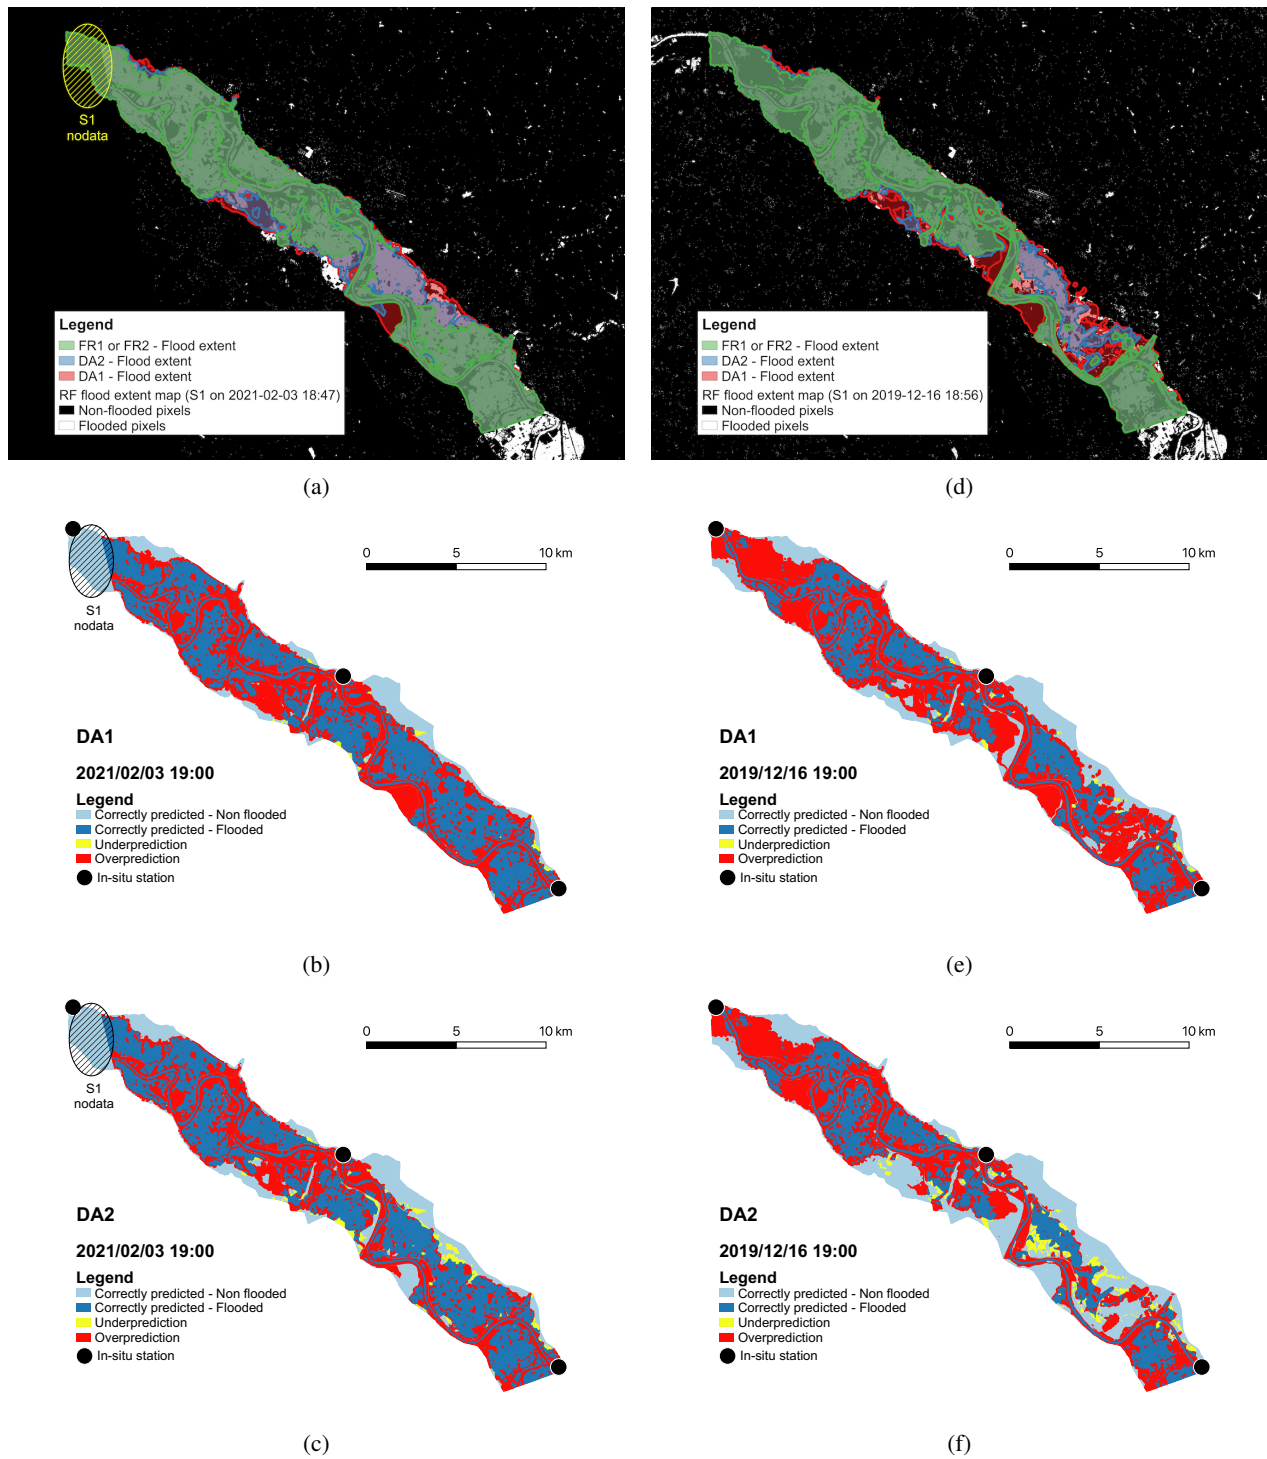 S1
nodata
Legend
FR1 or FR2 - Flood extent
DA2 - Flood extent
DA1 - Flood extent
RF flood extent map (S1 on 2021-02-03 18:47)
Non-flooded pixels
Flooded pixels
(a)
Legend
FR1 or FR2 - Flood extent
DA2 - Flood extent
DA1 - Flood extent
RF flood extent map (S1 on 2019-12-16 18:56)
Non-flooded pixels
Flooded pixels
(d)
0 5 10 km
S1
nodata
DA1
2021/02/03 19:00
Legend
Correctly predicted - Non flooded
Correctly predicted - Flooded
Underprediction
Overprediction
In-situ station
(b)
0 5 10 km
DA1
2019/12/16 19:00
Legend
Correctly predicted - Non flooded
Correctly predicted - Flooded
Underprediction
Overprediction
In-situ station
(e)
0 5 10 km
S1
nodata
DA2
2021/02/03 19:00
Legend
Correctly predicted - Non flooded
Correctly predicted - Flooded
Underprediction
Overprediction
In-situ station
(c)
0 5 10 km
DA2
2019/12/16 19:00
Legend
Correctly predicted - Non flooded
Correctly predicted - Flooded
Underprediction
Overprediction
In-situ station
(f)